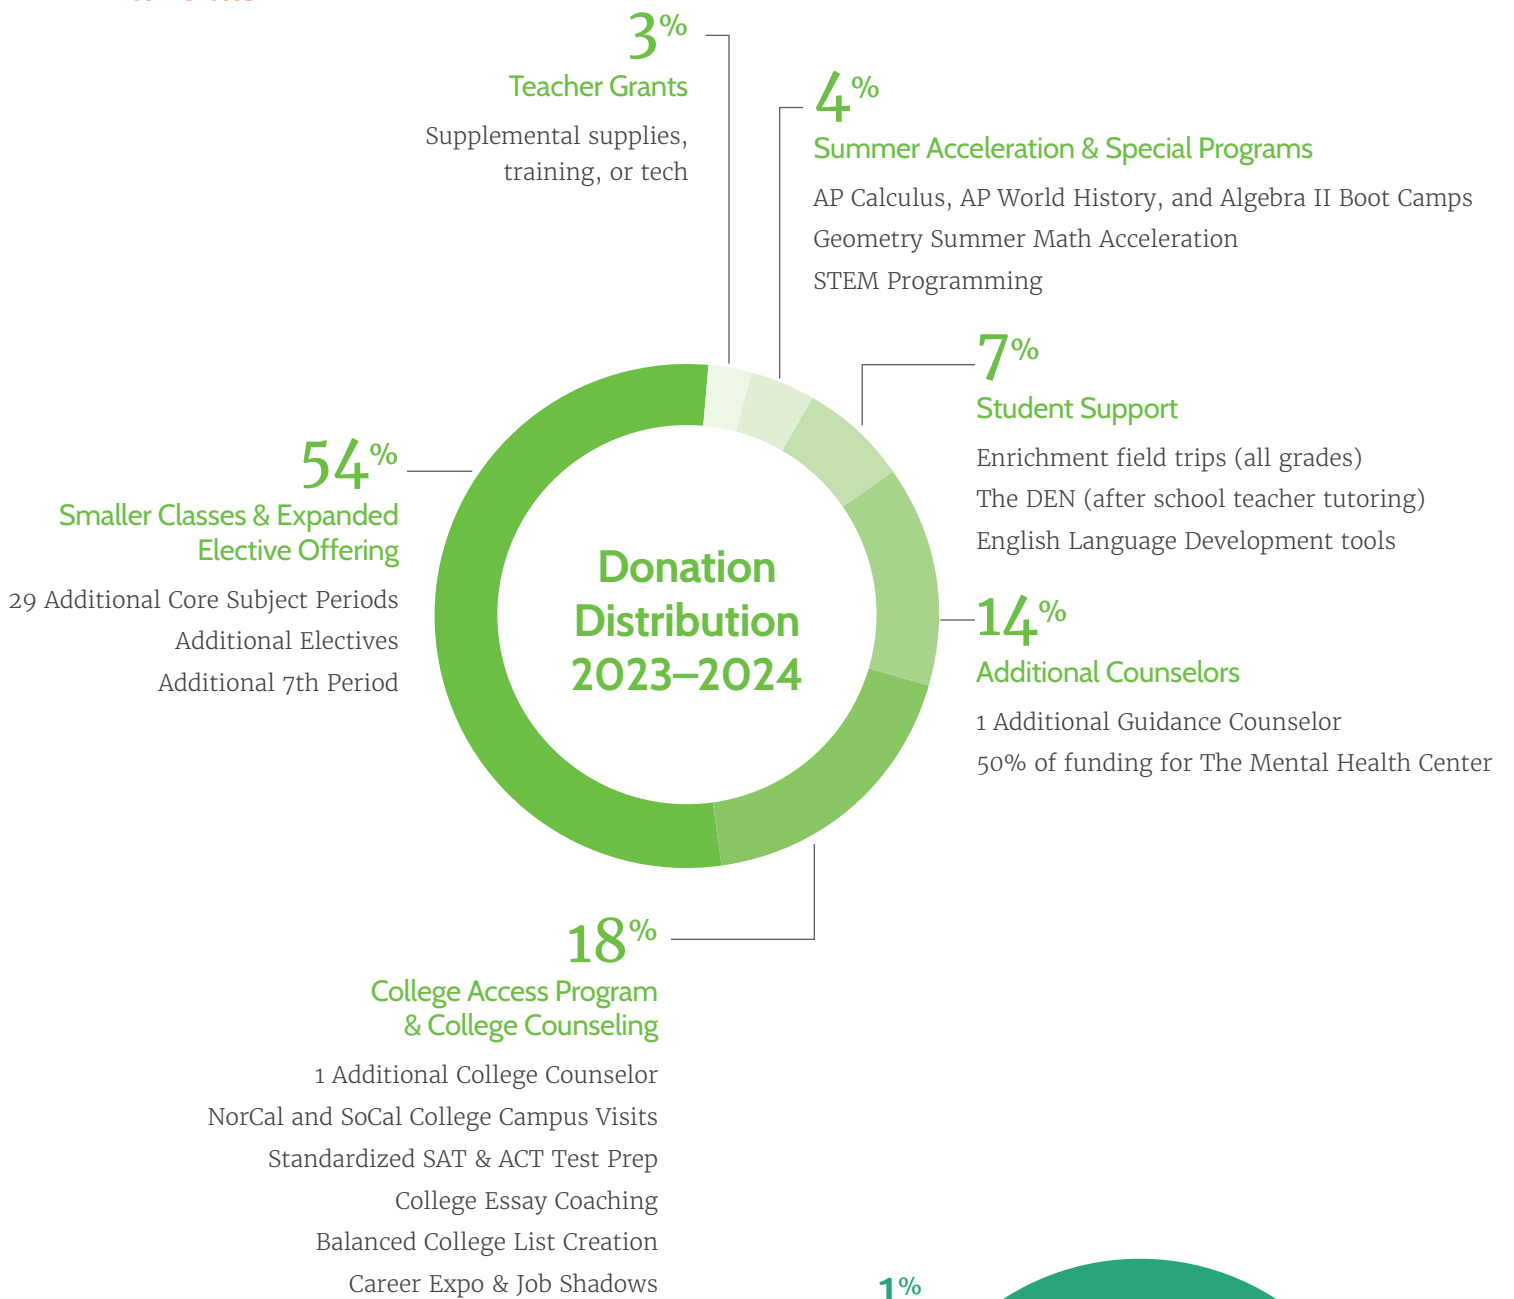 3%
Teacher Grants
Supplemental supplies,
training, or tech
4%
Summer Acceleration & Special Programs
AP Calculus, AP World History, and Algebra II Boot Camps
Geometry Summer Math Acceleration
STEM Programming
7%
Student Support
Enrichment field trips (all grades)
The DEN (after school teacher tutoring)
English Language Development tools
54%
Smaller Classes & Expanded
Elective Offering
29 Additional Core Subject Periods
Additional Electives
Additional 7th Period
Donation
Distribution
2023–2024
14%
Additional Counselors
1 Additional Guidance Counselor
50% of funding for The Mental Health Center
18%
College Access Program
& College Counseling
1 Additional College Counselor
NorCal and SoCal College Campus Visits
Standardized SAT & ACT Test Prep
College Essay Coaching
Balanced College List Creation
Career Expo & Job Shadows
1%